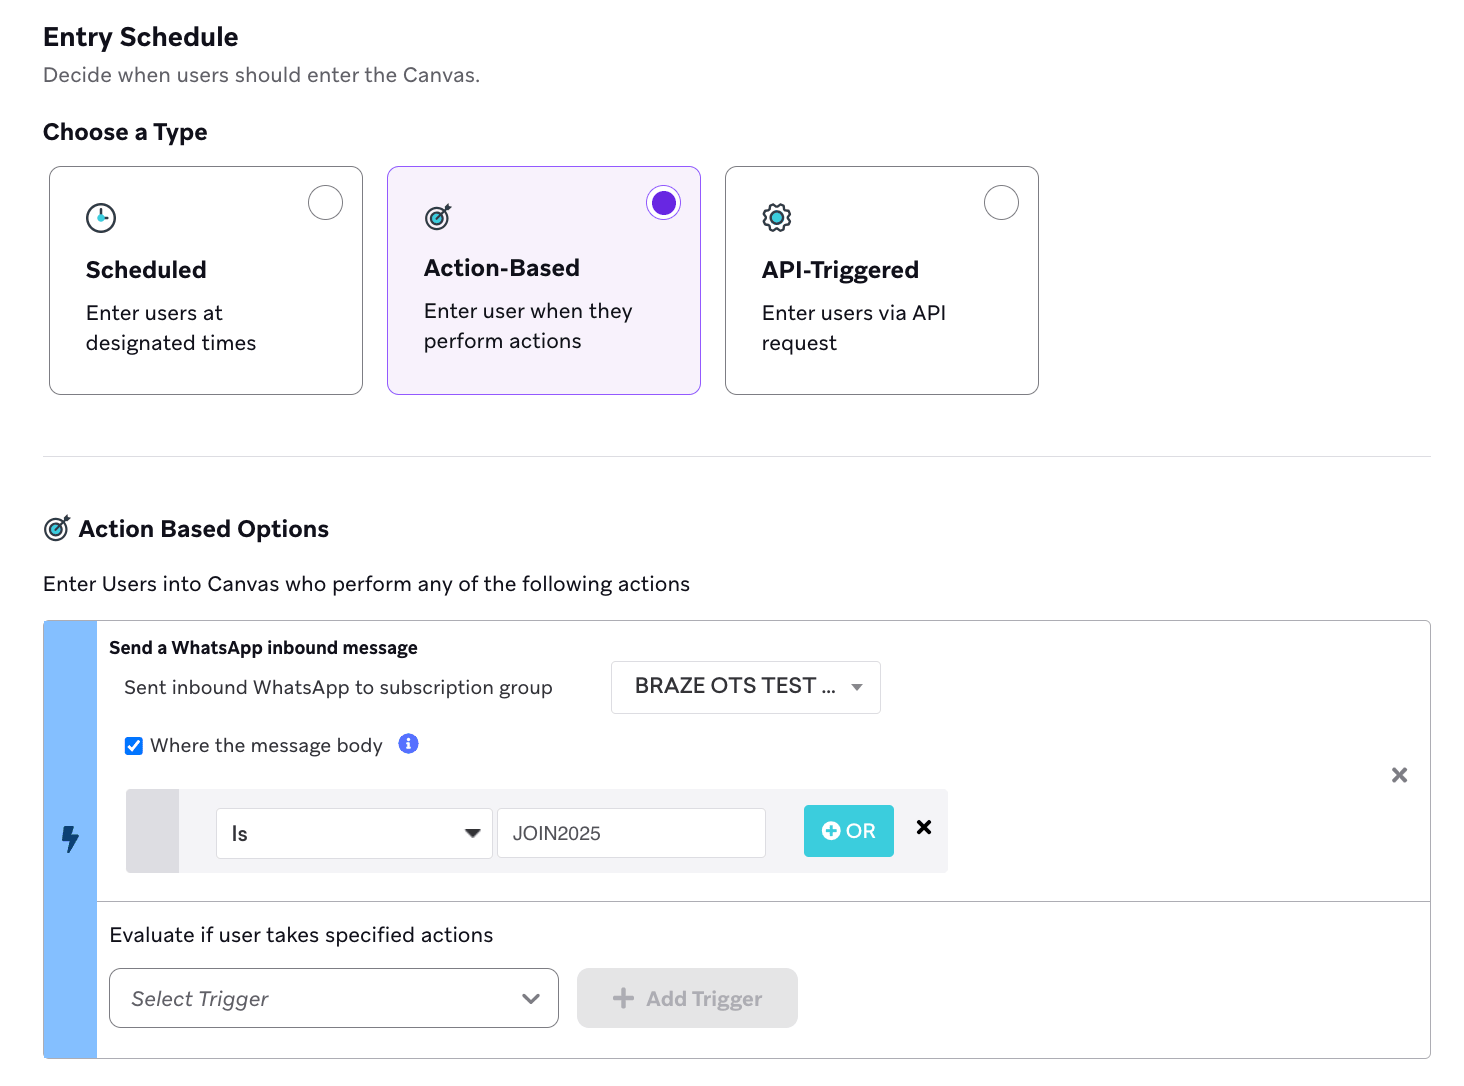 Entry Schedule
Decide when users should enter the Canvas.
Choose a Type
Scheduled
Enter users at
designated times
Action-Based
Enter user when they
perform actions
API-Triggered
Enter users via API
request
Action Based Options
Enter Users into Canvas who perform any of the following actions
Send a WhatsApp inbound message
Sent inbound WhatsApp to subscription group
BRAZE OTS TEST ...
Where the message body
Is
JOIN2025
OR
Evaluate if user takes specified actions
Select Trigger
Add Trigger